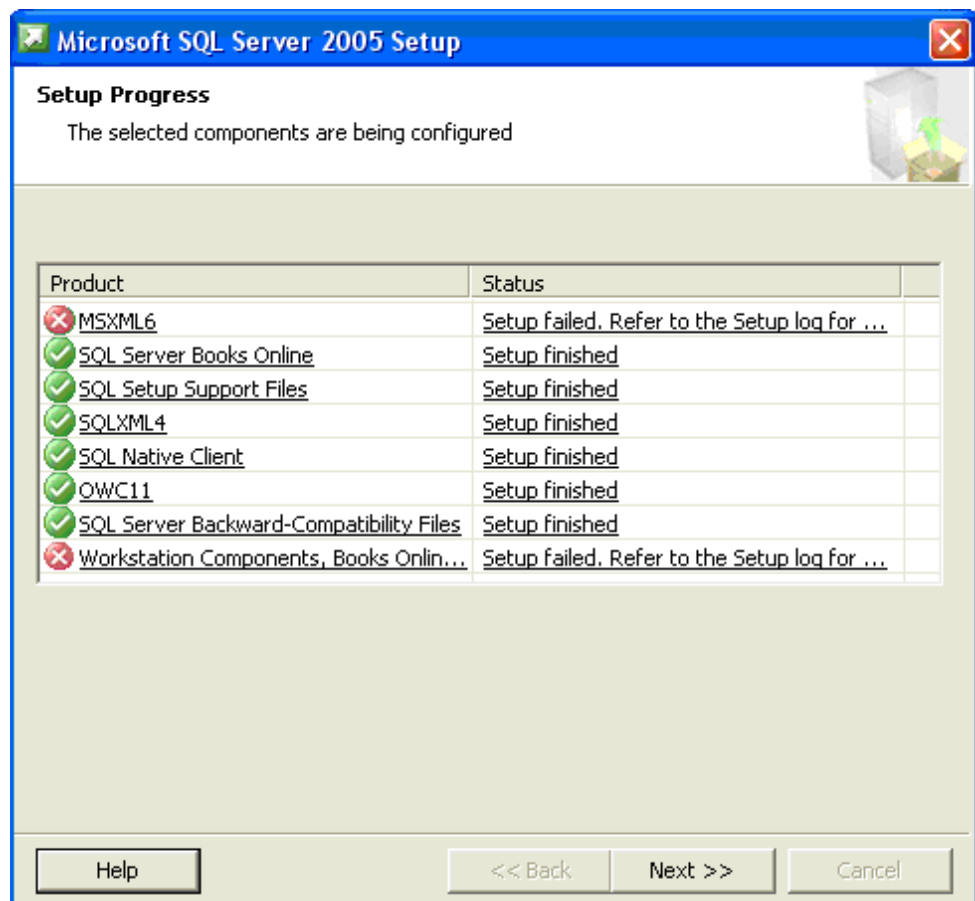 Microsoft SQL Server 2005 Setup
Setup Progress
The selected components are being configured
Product Status
MSXML6 Setup failed. Refer to the Setup log for ...
SQL Server Books Online Setup finished
SQL Setup Support Files Setup finished
SQLXML4 Setup finished
SQL Native Client Setup finished
OWC11 Setup finished
SQL Server Backward-Compatibility Files Setup finished
Workstation Components, Books Onlin... Setup failed. Refer to the Setup log for ...
Help << Back Next >> Cancel